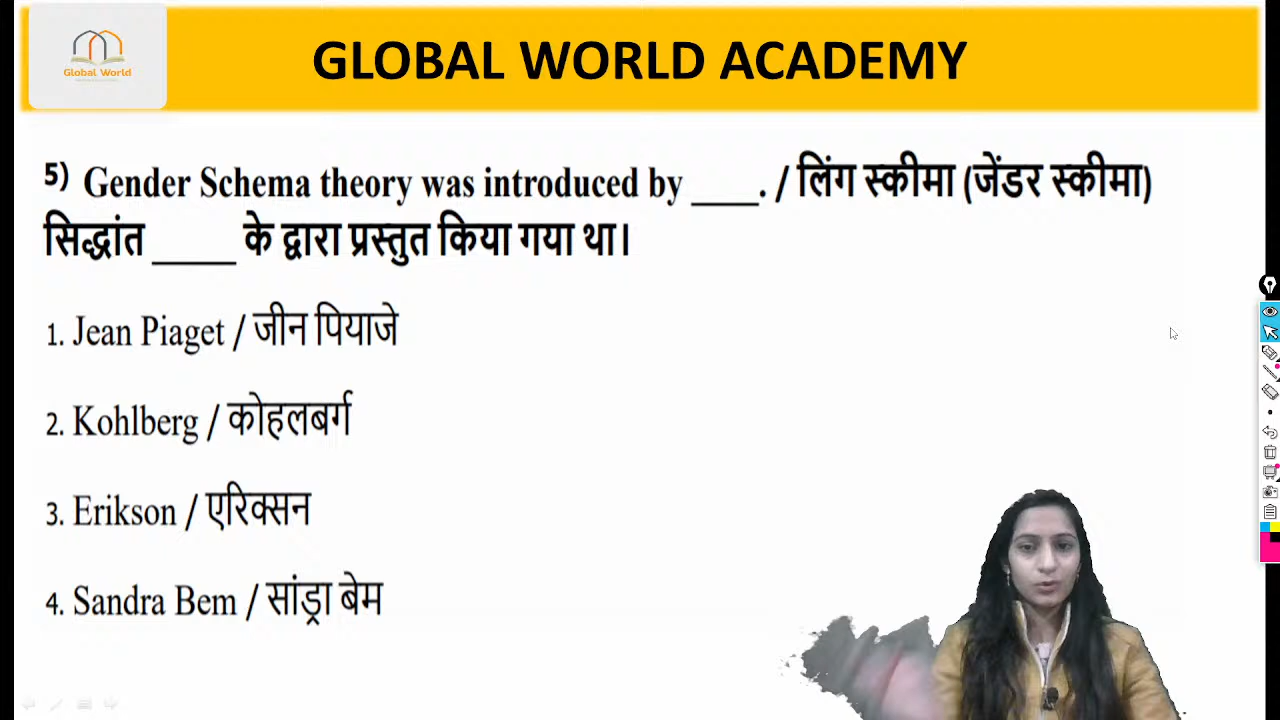 Global World
GLOBAL WORLD ACADEMY
5) Gender Schema theory was introduced by ____. / लिंग स्कीमा (जेंडर स्कीमा)
सिद्धांत _____ के द्वारा प्रस्तुत किया गया था।
1. Jean Piaget / जीन पियाजे
2. Kohlberg / कोहलबर्ग
3. Erikson / एरिक्सन
4. Sandra Bem / सांड्रा बेम